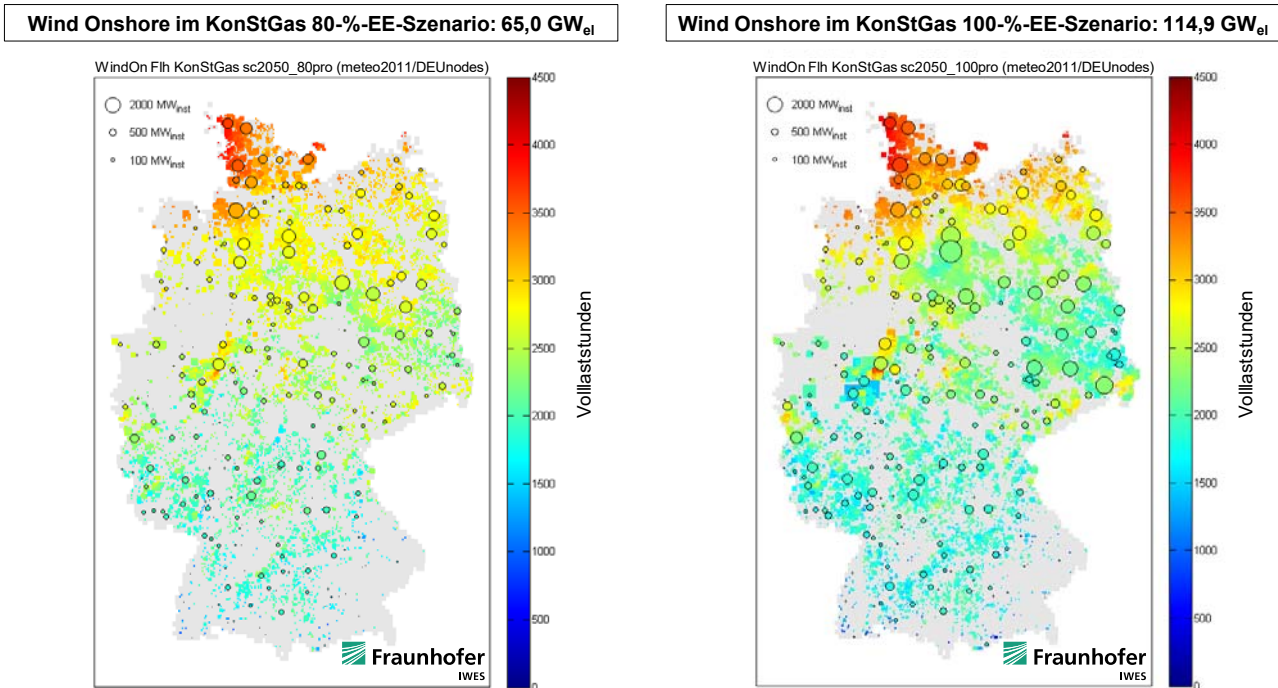 Wind Onshore im KonStGas 80-%-EE-Szenario: 65,0 GWel
WindOn Flh KonStGas sc2050_80pro (meteo2011/DEUnodes)
2000 MWinst
500 MWinst
100 MWinst
4500
4000
3500
3000
2500
2000
1500
1000
500
0
Volllaststunden
Fraunhofer
IWES
Wind Onshore im KonStGas 100-%-EE-Szenario: 114,9 GWel
WindOn Flh KonStGas sc2050_100pro (meteo2011/DEUnodes)
2000 MWinst
500 MWinst
100 MWinst
4500
4000
3500
3000
2500
2000
1500
1000
500
0
Volllaststunden
Fraunhofer
IWES